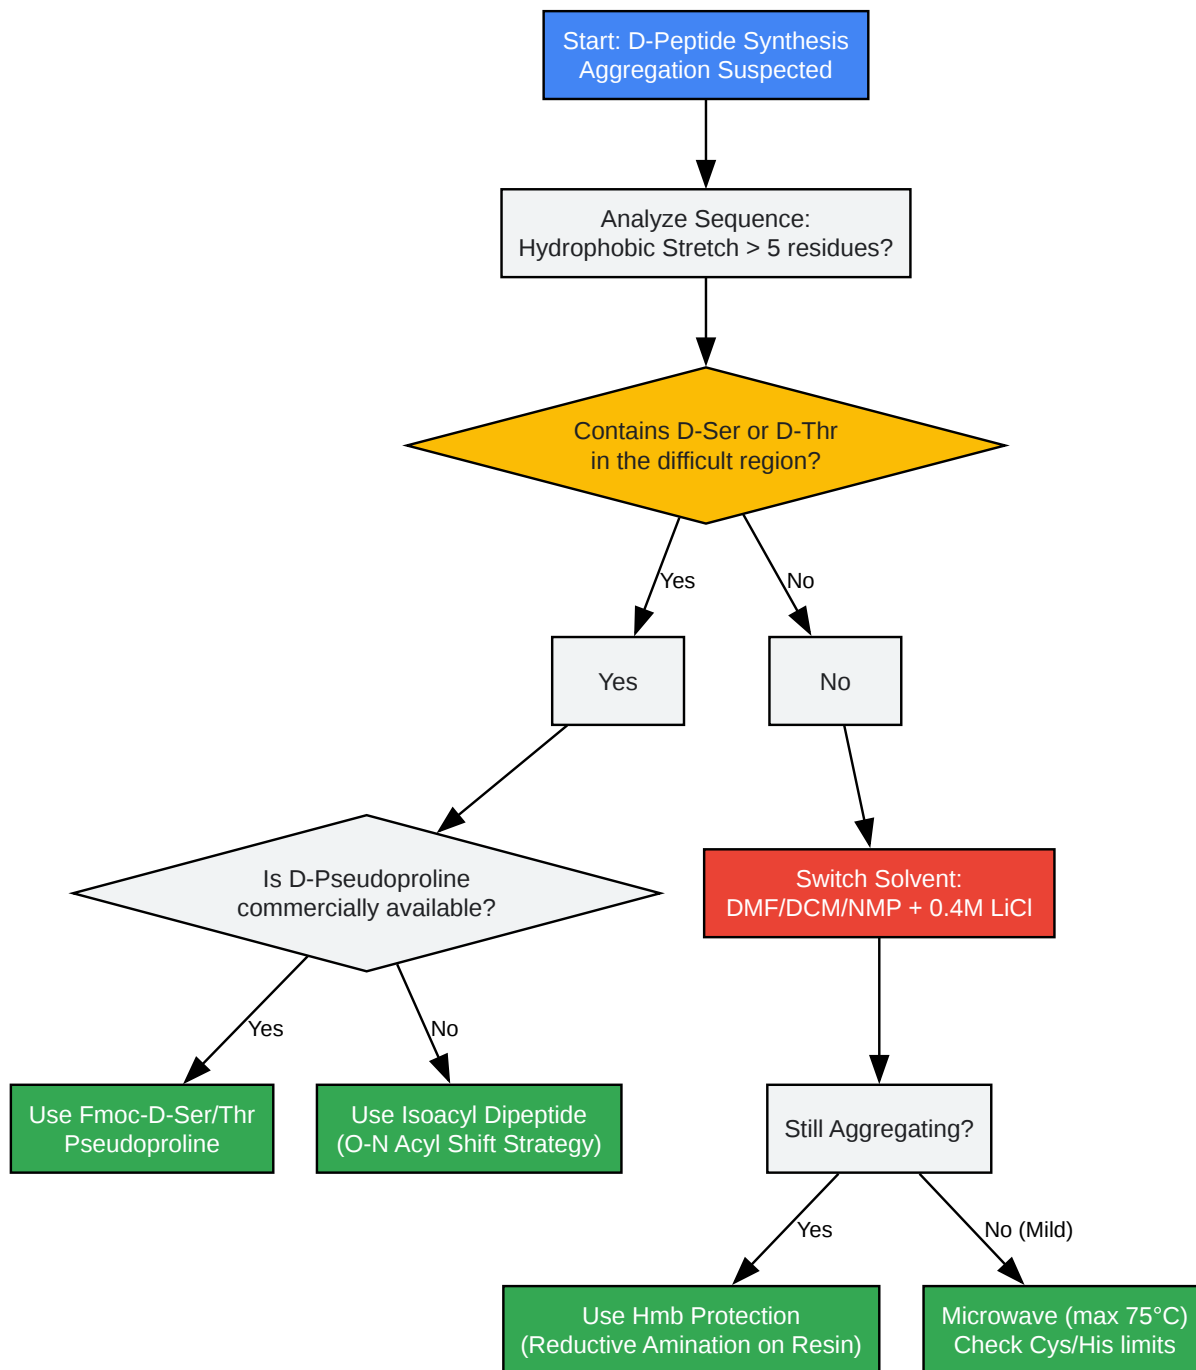 Start: D-Peptide Synthesis
Aggregation Suspected
Analyze Sequence:
Hydrophobic Stretch > 5 residues?
Contains D-Ser or D-Thr
in the difficult region?
Yes
No
Yes
No
Is D-Pseudoproline
commercially available?
Switch Solvent:
DMF/DCM/NMP + 0.4M LiCl
Yes
No
Use Fmoc-D-Ser/Thr
Pseudoproline
Use Isoacyl Dipeptide
(O-N Acyl Shift Strategy)
Still Aggregating?
Yes
No (Mild)
Use Hmb Protection
(Reductive Amination on Resin)
Microwave (max 75°C)
Check Cys/His limits